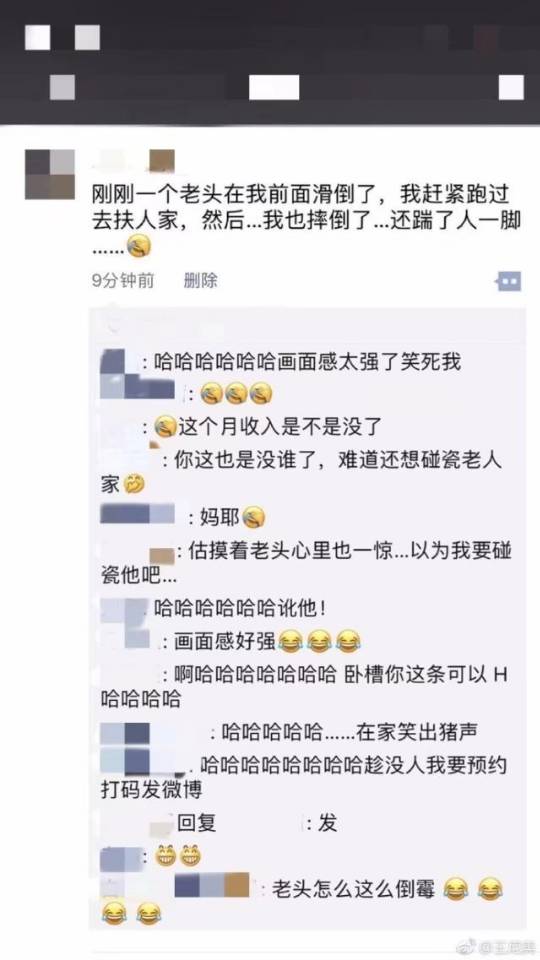 刚刚一个老头在我前面滑倒了，我赶紧跑过
去扶人家，然后...我也摔倒了...还踹了人一脚
......
9分钟前 删除
: 哈哈哈哈哈哈画面感太强了笑死我
:
: 这个月收入是不是没了
: 你这也是没谁了，难道还想碰瓷老人
家
: 妈耶
: 估摸着老头心里也一惊...以为我要碰
瓷他吧...
哈哈哈哈哈哈讹他！
: 画面感好强😂😂😂
: 啊哈哈哈哈哈哈哈 卧槽你这条可以 H
哈哈哈哈
: 哈哈哈哈哈......在家笑出猪声
: 哈哈哈哈哈哈哈哈趁没人我要预约
打码发微博
回复 : 发
: 😁😁
: 老头怎么这么倒霉 😂 😂
😂 😂